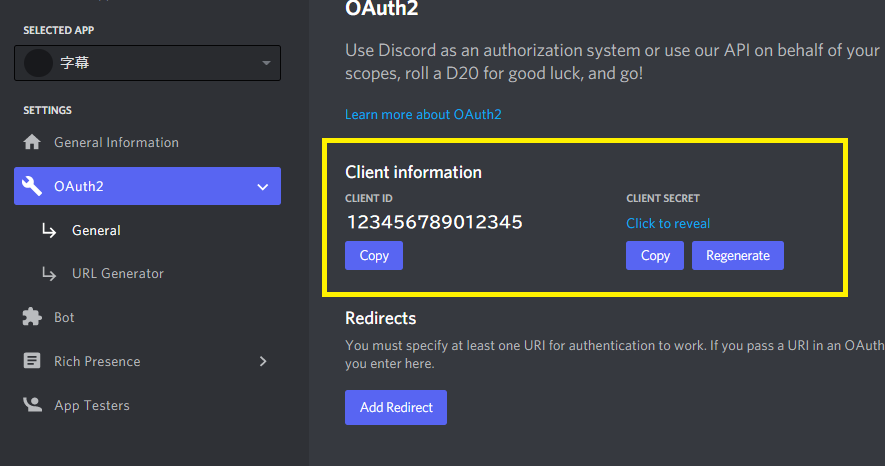 SELECTED APP
字幕
SETTINGS
General Information
OAuth2
General
URL Generator
Bot
Rich Presence
App Testers
OAuth2
Use Discord as an authorization system or use our API on behalf of your
scopes, roll a D20 for good luck, and go!
Learn more about OAuth2
Client information
CLIENT ID
123456789012345
Copy
CLIENT SECRET
Click to reveal
Copy Regenerate
Redirects
You must specify at least one URI for authentication to work. If you pass a URI in an OAuth
you enter here.
Add Redirect